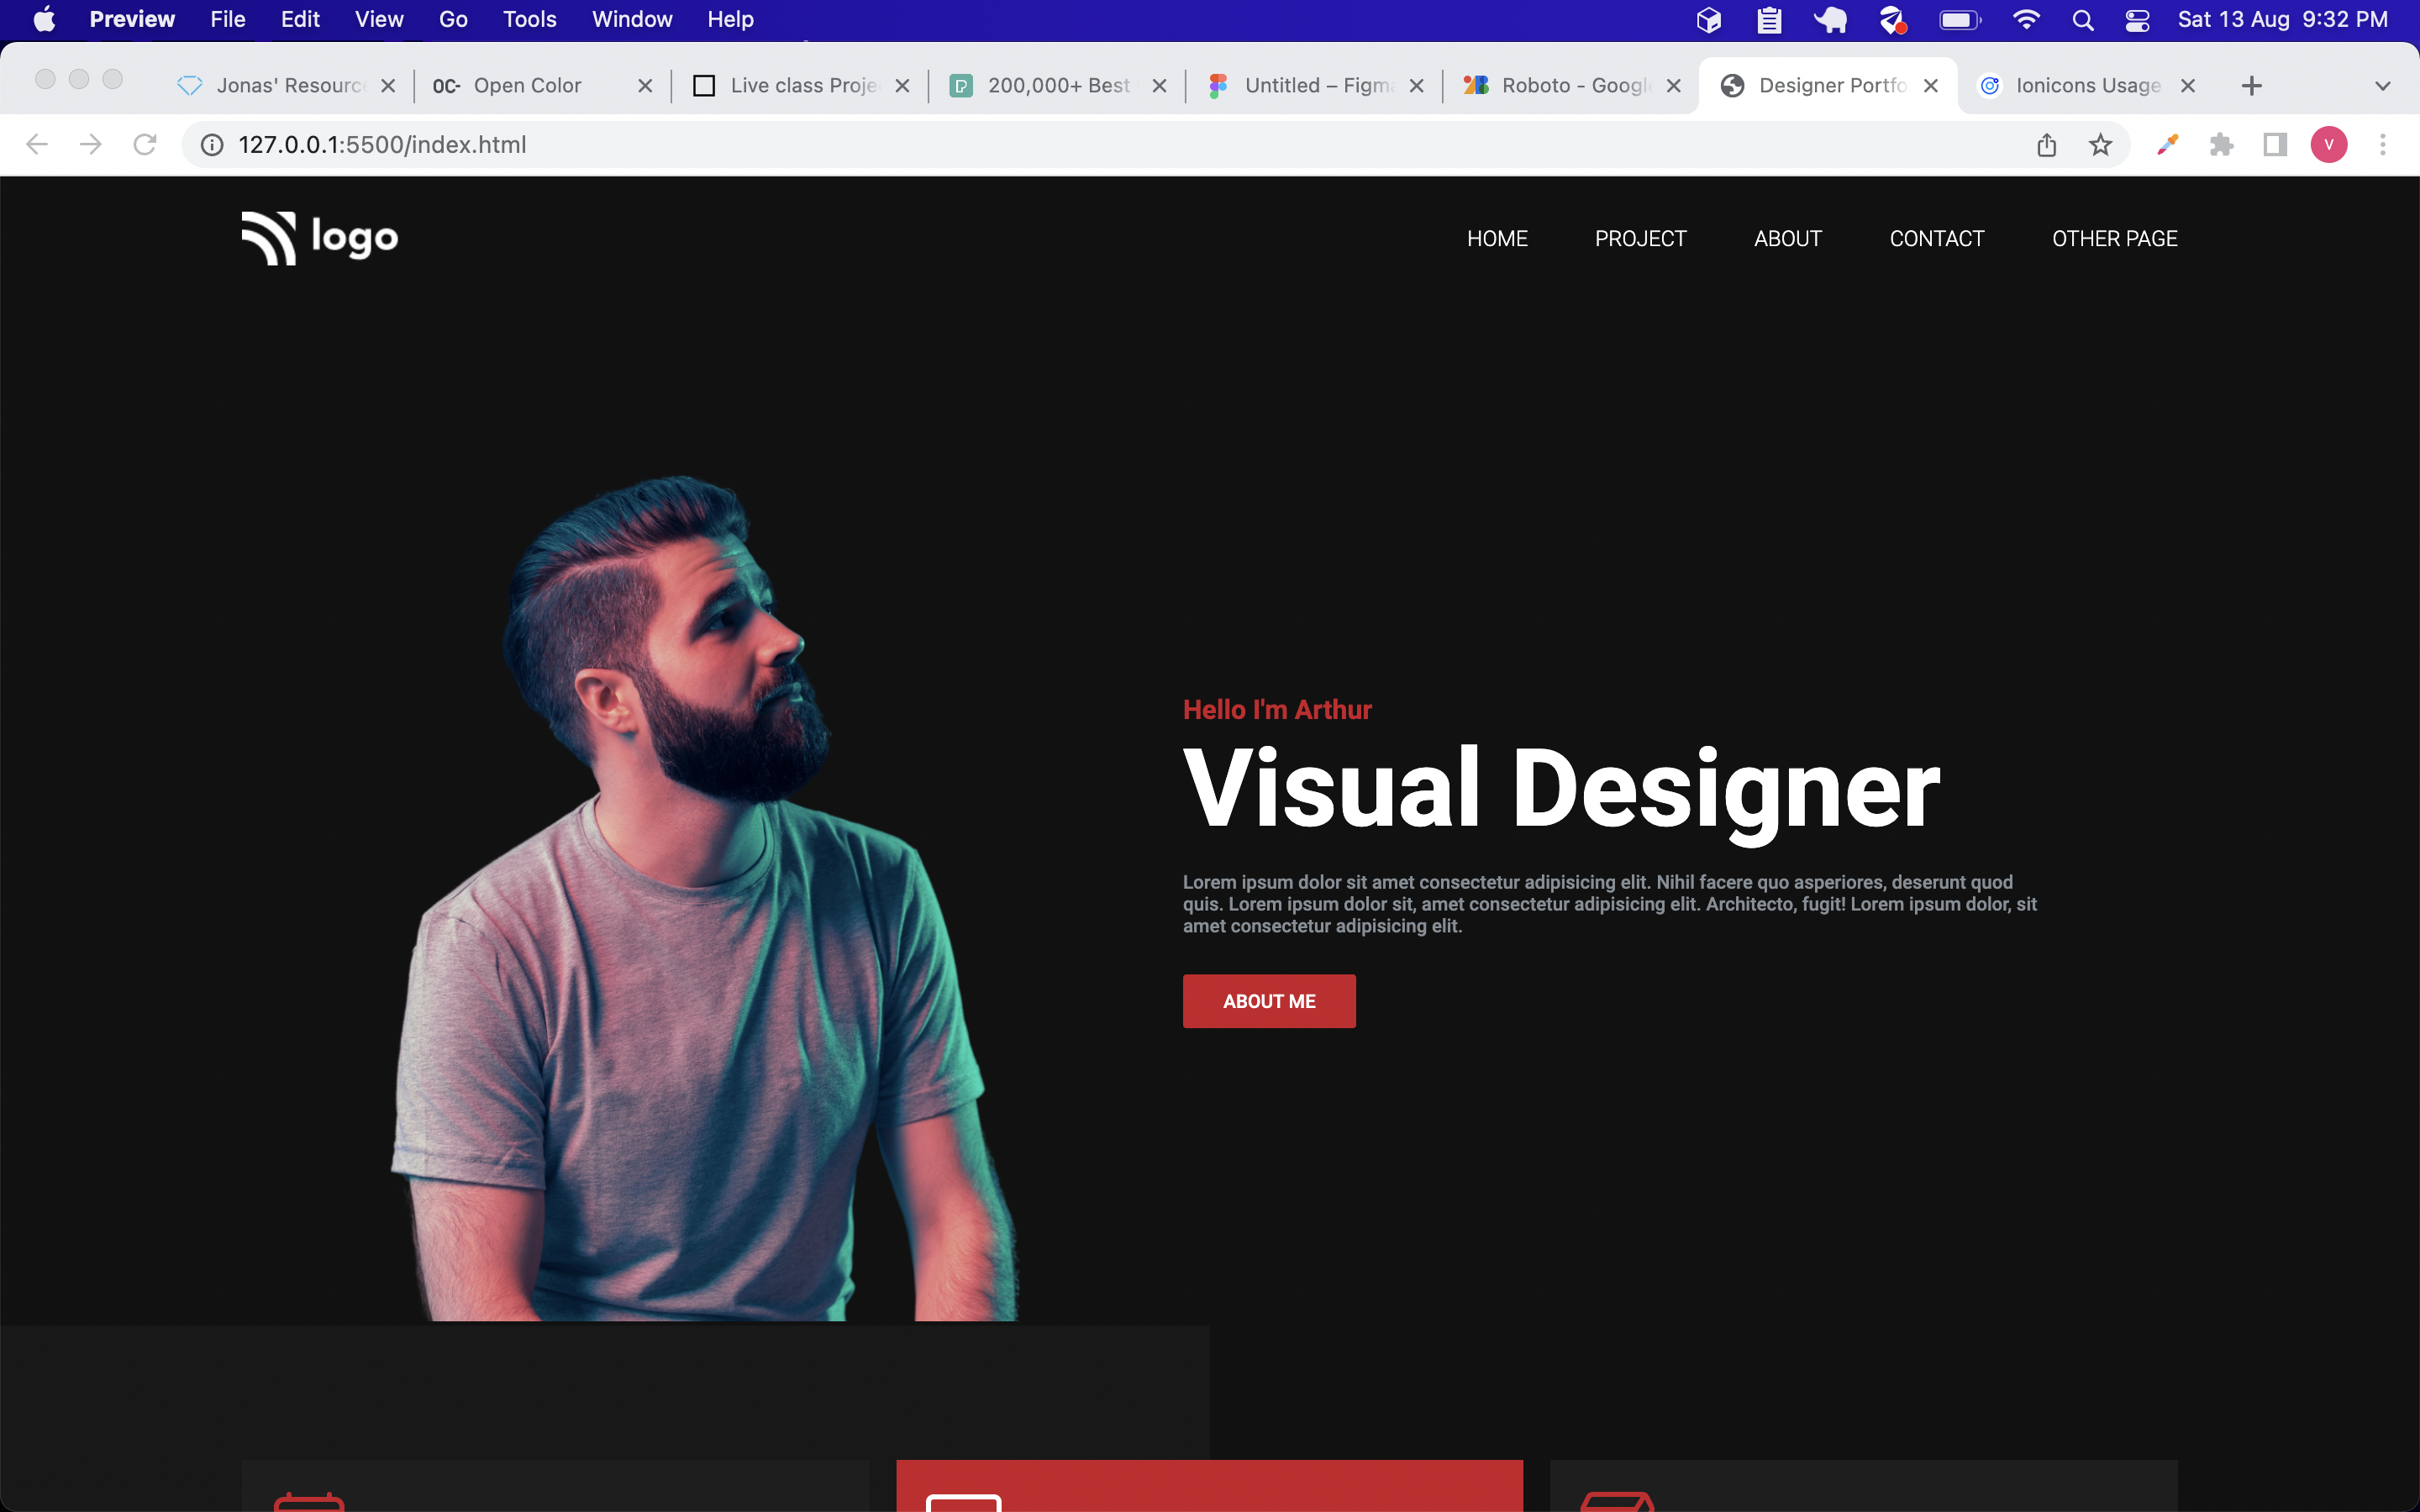 Preview File Edit View Go Tools Window Help Sat 13 Aug 9:32 PM
Jonas' Resourc OC- Open Color Live class Proje P 200,000+ Best Untitled – Figma Roboto - Google Designer Portfo Ionicons Usage
127.0.0.1:5500/index.html V
logo HOME PROJECT ABOUT CONTACT OTHER PAGE
Hello I'm Arthur
Visual Designer
Lorem ipsum dolor sit amet consectetur adipisicing elit. Nihil facere quo asperiores, deserunt quod
quis. Lorem ipsum dolor sit, amet consectetur adipisicing elit. Architecto, fugit! Lorem ipsum dolor, sit
amet consectetur adipisicing elit.
ABOUT ME